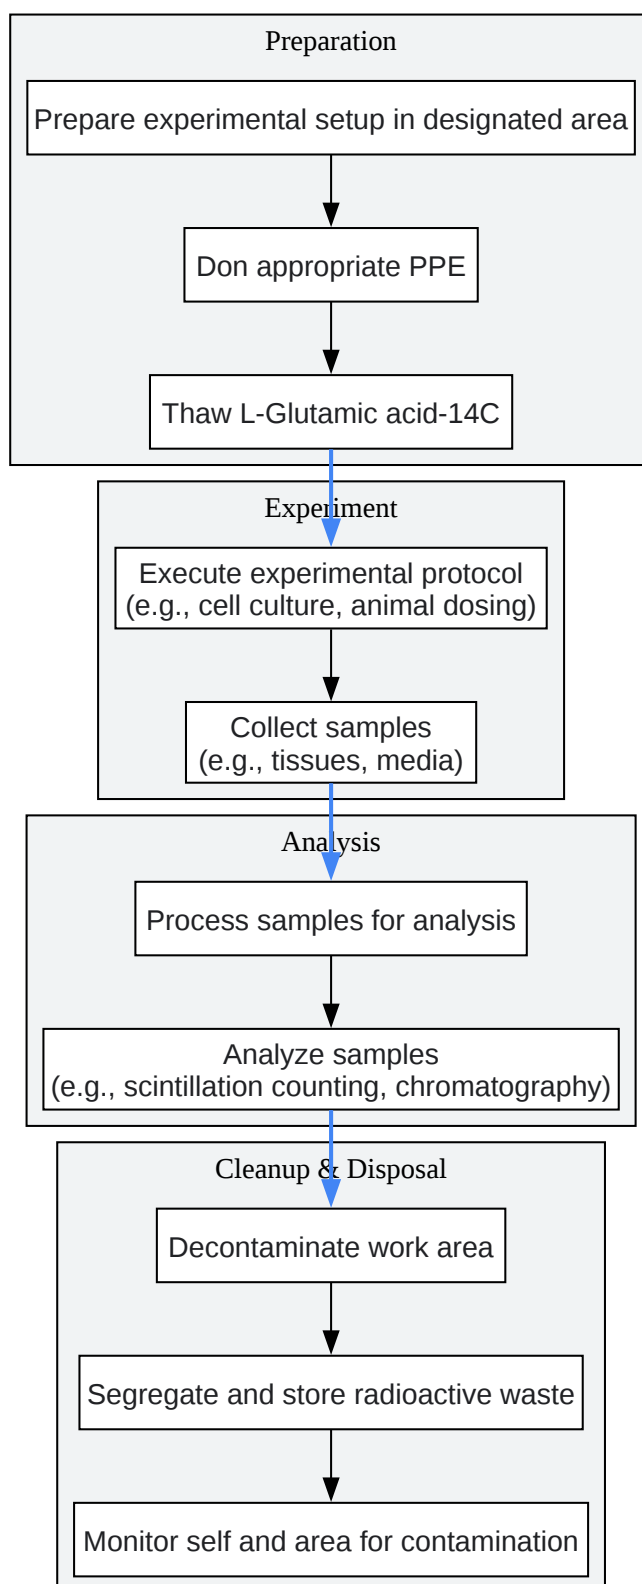 Preparation
Prepare experimental setup in designated area
Don appropriate PPE
Thaw L-Glutamic acid-14C
Experiment
Execute experimental protocol
(e.g., cell culture, animal dosing)
Collect samples
(e.g., tissues, media)
Analysis
Process samples for analysis
Analyze samples
(e.g., scintillation counting, chromatography)
Cleanup & Disposal
Decontaminate work area
Segregate and store radioactive waste
Monitor self and area for contamination